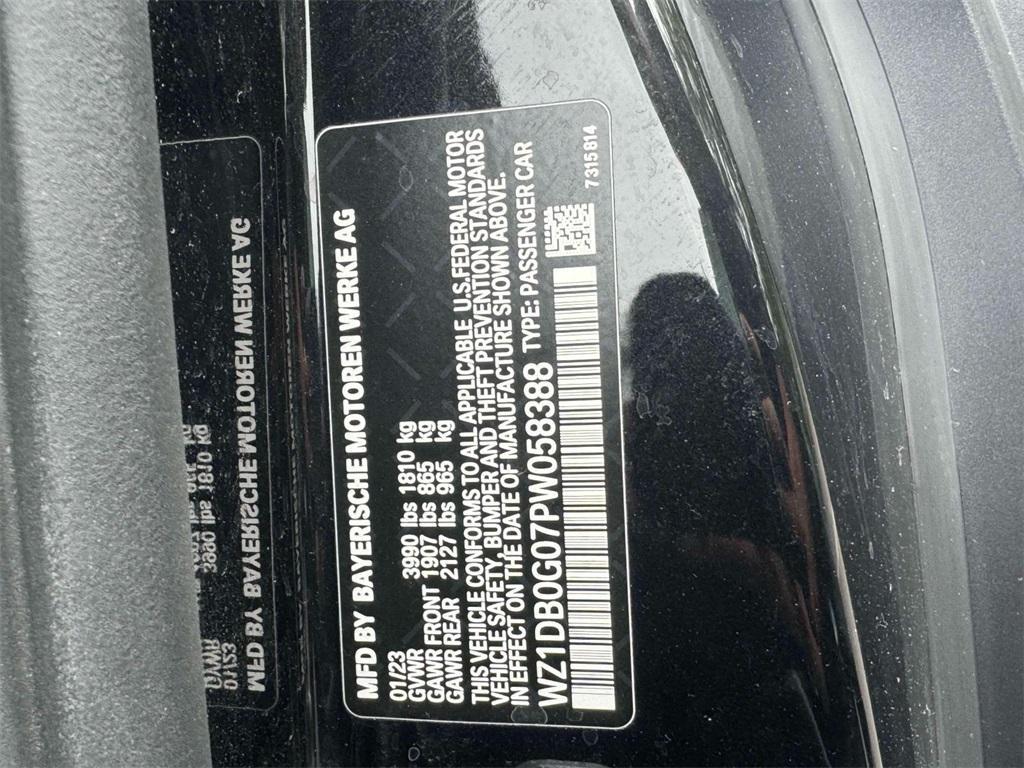 MFD BY BAYERISCHE MOTOREN WERKE AG
01/23
GVWR 3990 lbs 1810 kg
GAWR FRONT 1907 lbs 865 kg
GAWR REAR 2127 lbs 965 kg
THIS VEHICLE CONFORMS TO ALL APPLICABLE U.S.FEDERAL MOTOR
VEHICLE SAFETY, BUMPER AND THEFT PREVENTION STANDARDS
IN EFFECT ON THE DATE OF MANUFACTURE SHOWN ABOVE.
WZ1DB0G07PW058388 TYPE: PASSENGER CAR
7315814
MFD BY BAYERISCHE MOTOREN WERKE AG
01/23
3990 lbs 1810 kg